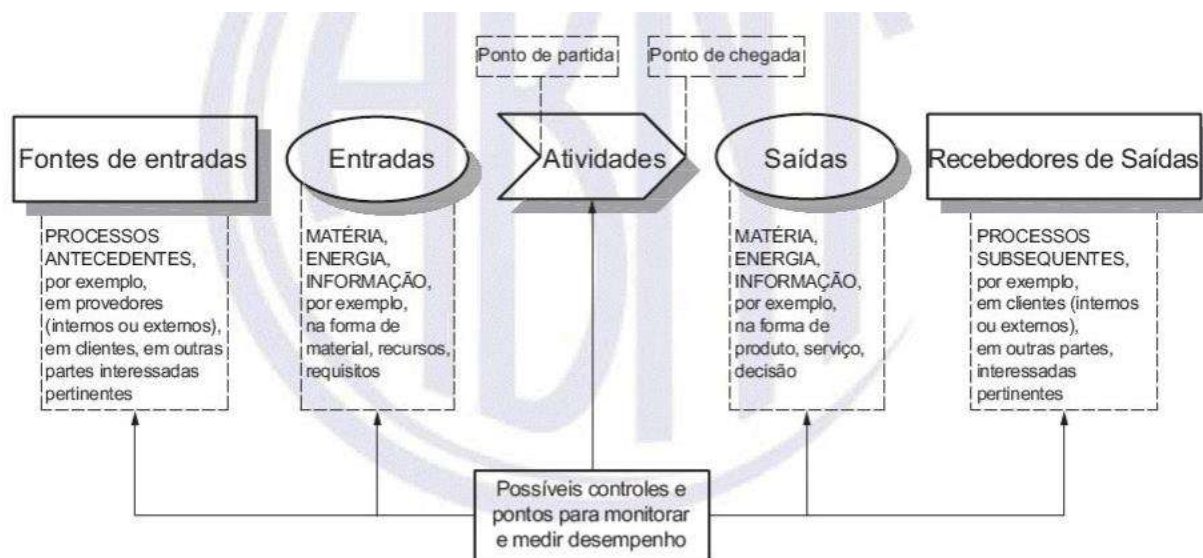 Ponto de partida
Ponto de chegada
Fontes de entradas
Entradas
Atividades
Saídas
Recebedores de Saídas
PROCESSOS
ANTECEDENTES,
por exemplo,
em provedores
(internos ou externos),
em clientes, em outras
partes interessadas
pertinentes
MATÉRIA,
ENERGIA,
INFORMAÇÃO,
por exemplo,
na forma de
material, recursos,
requisitos
MATÉRIA,
ENERGIA,
INFORMAÇÃO,
por exemplo,
na forma de
produto, serviço,
decisão
PROCESSOS
SUBSEQUENTES,
por exemplo,
em clientes (internos
ou externos),
em outras partes,
interessadas
pertinentes
Possíveis controles e
pontos para monitorar
e medir desempenho
ABNT